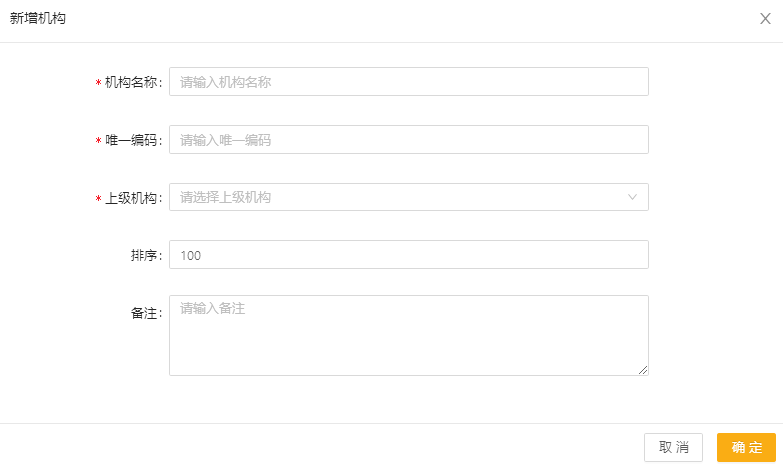 新增机构
* 机构名称: 请输入机构名称
* 唯一编码: 请输入唯一编码
* 上级机构: 请选择上级机构
排序: 100
备注: 请输入备注
取 消 确 定